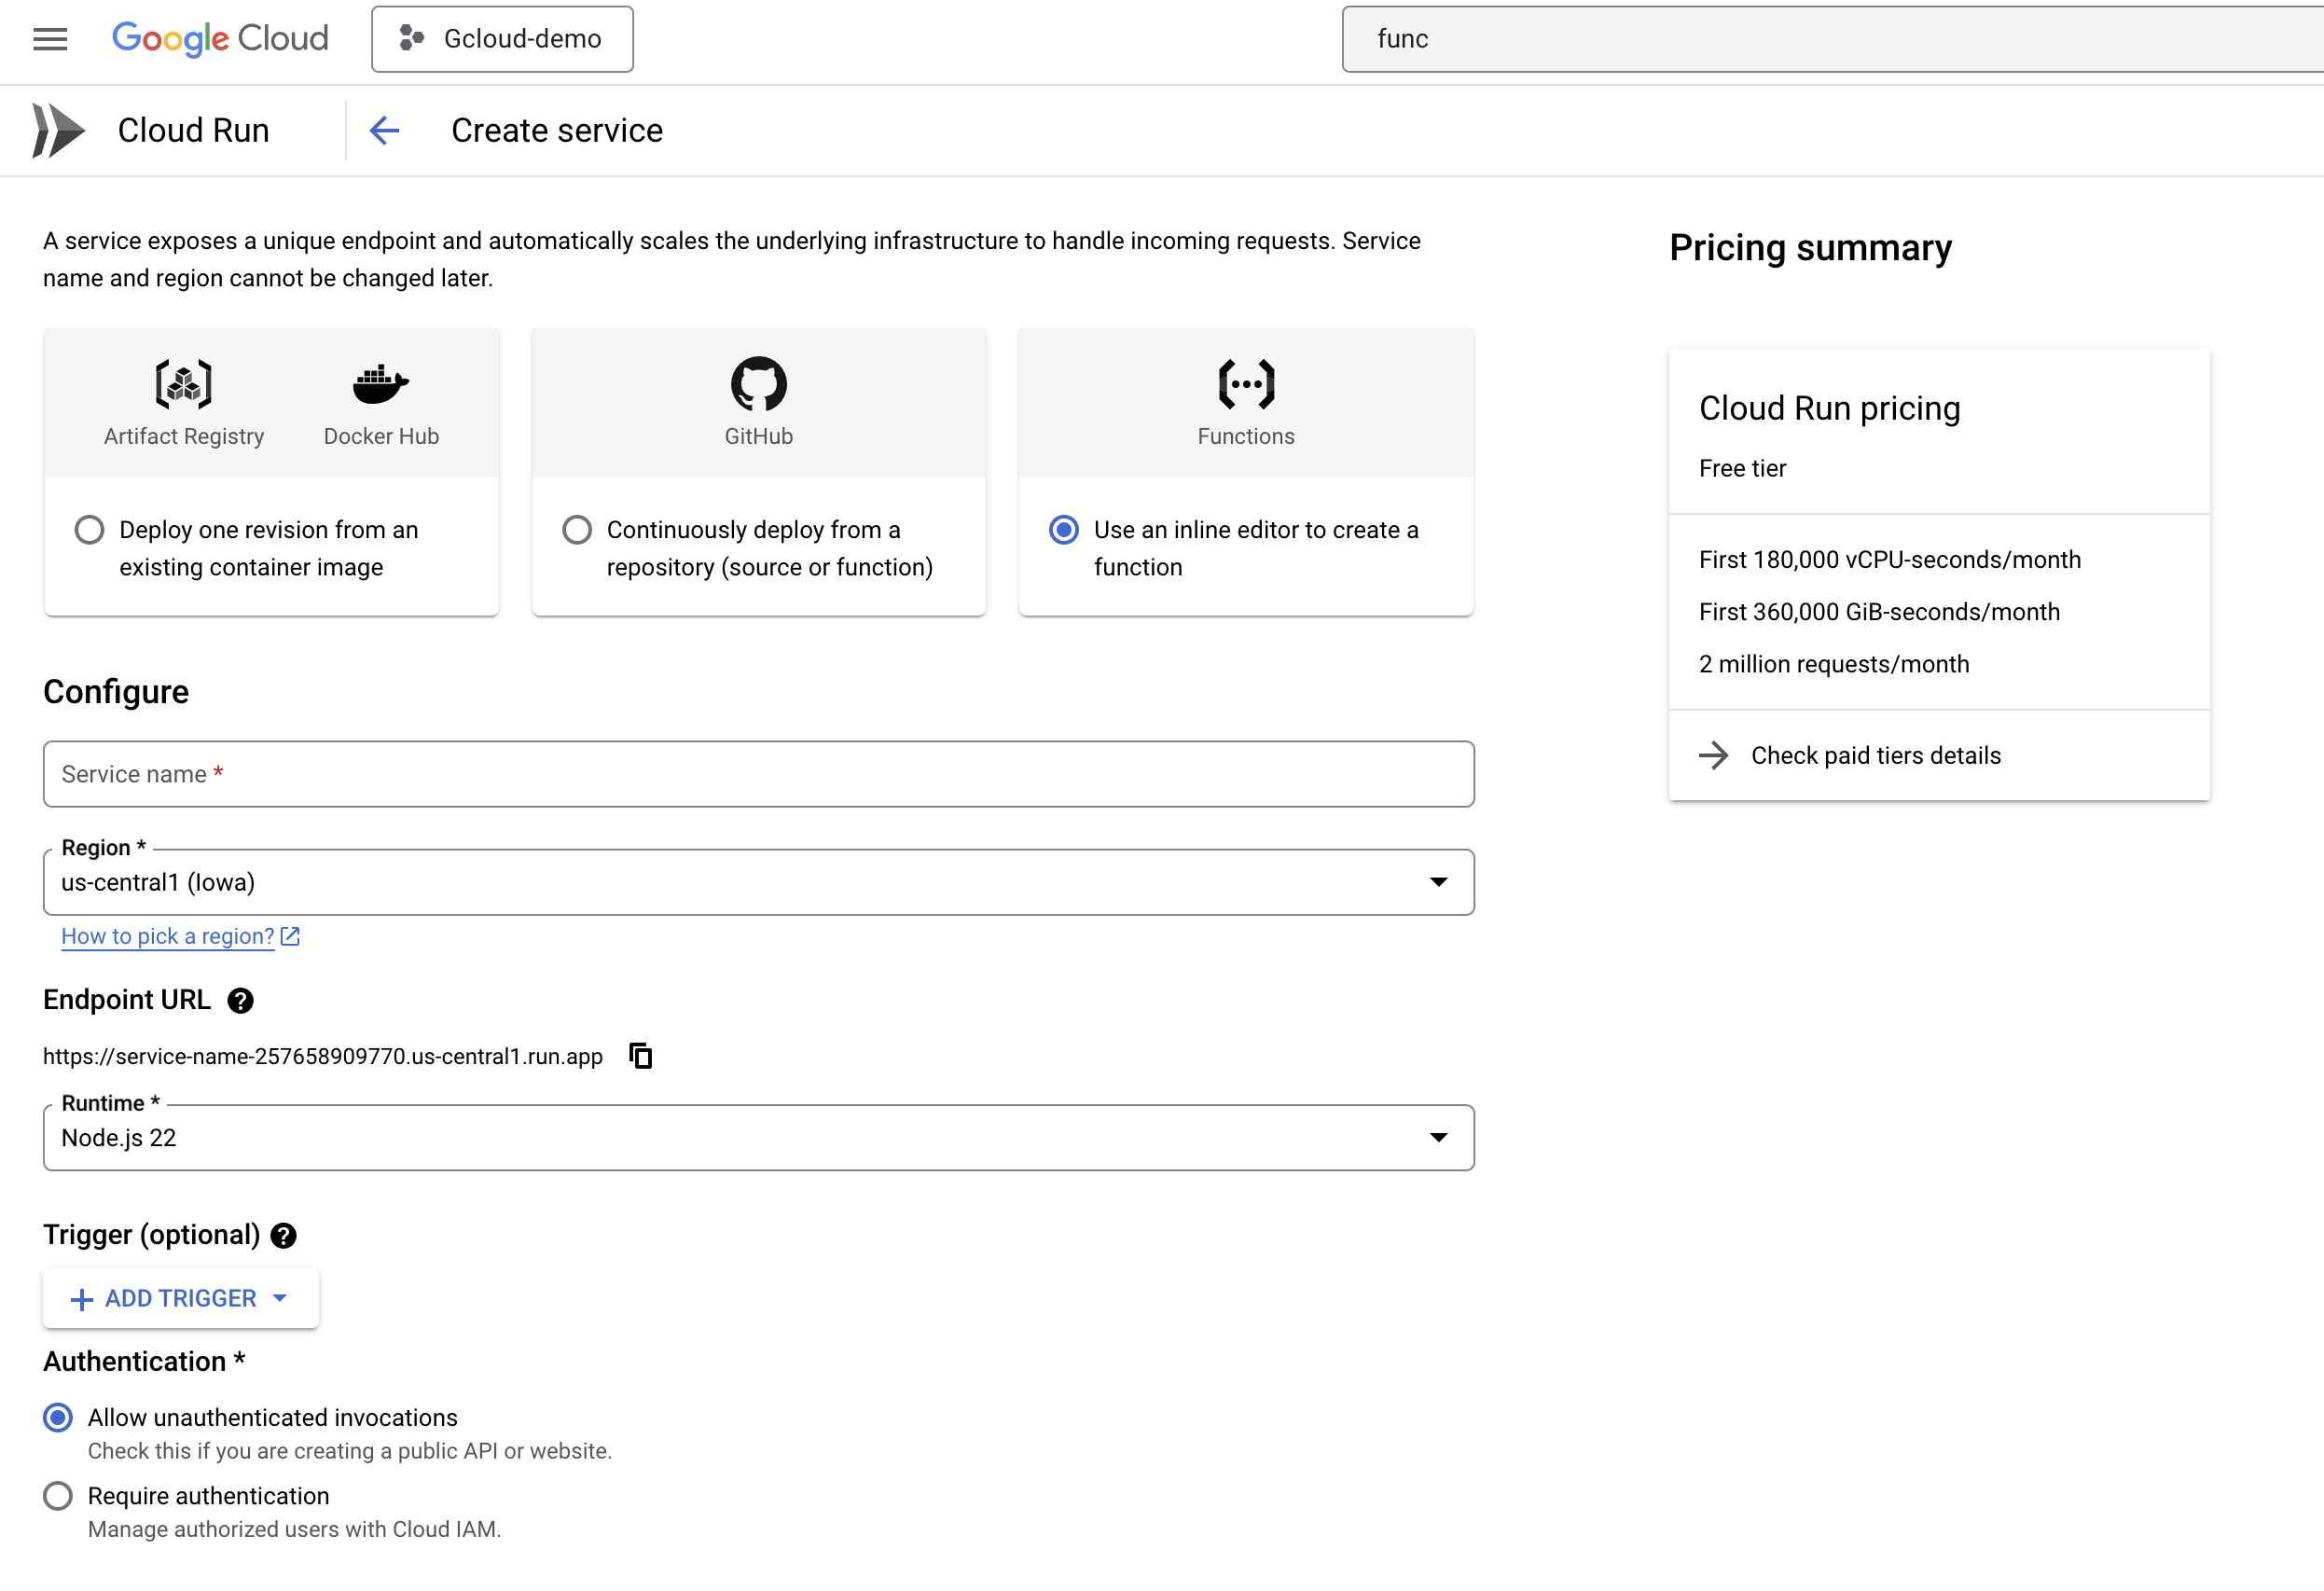 Google Cloud
Gcloud-demo
func
Cloud Run
Create service
A service exposes a unique endpoint and automatically scales the underlying infrastructure to handle incoming requests. Service
name and region cannot be changed later.
Artifact Registry
Docker Hub
Deploy one revision from an
existing container image
GitHub
Continuously deploy from a
repository (source or function)
Functions
Use an inline editor to create a
function
Configure
Service name *
Region *
us-central1 (Iowa)
How to pick a region?
Endpoint URL
https://service-name-257658909770.us-central1.run.app
Runtime *
Node.js 22
Trigger (optional)
ADD TRIGGER
Authentication *
Allow unauthenticated invocations
Check this if you are creating a public API or website.
Require authentication
Manage authorized users with Cloud IAM.
Pricing summary
Cloud Run pricing
Free tier
First 180,000 vCPU-seconds/month
First 360,000 GiB-seconds/month
2 million requests/month
Check paid tiers details